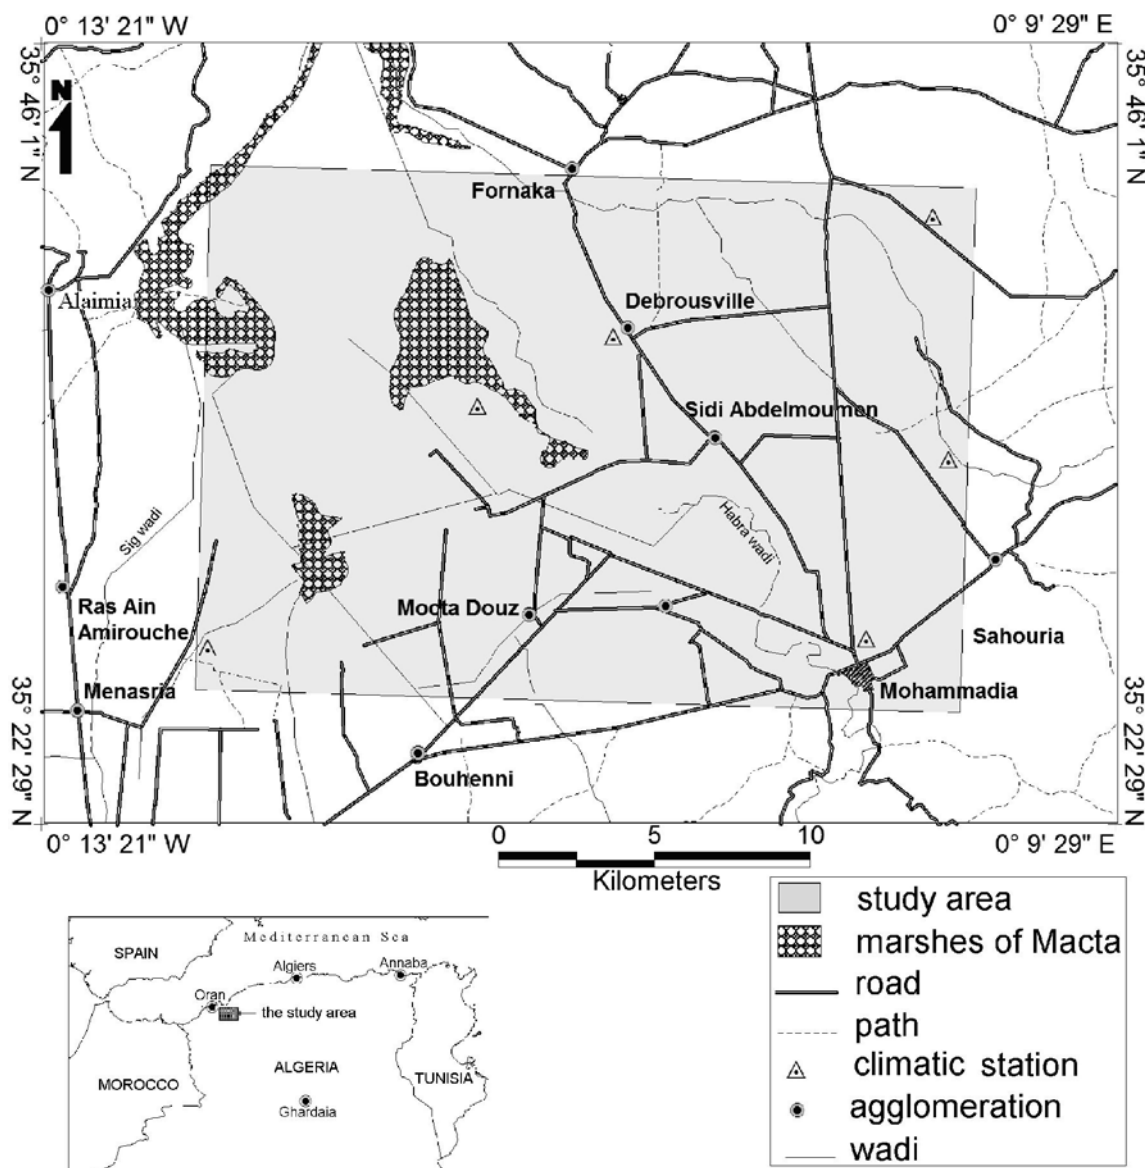 0° 13' 21" W
0° 9' 29" E
35° 46' 1" N
35° 46' 1" N
N
Fornaka
Alaimia
Debrousville
Sidi Abdelmoumen
Sig wadi
Habra wadi
Ras Ain
Amirouche
Mocta Douz
Sahouria
Menasria
Mohammadia
Bouhenni
35° 22' 29" N
35° 22' 29" N
0° 13' 21" W
0° 9' 29" E
0 5 10
Kilometers
study area
marshes of Macta
road
path
climatic station
agglomeration
wadi
Mediterranean Sea
SPAIN
Algiers
Annaba
Oran
the study area
ALGERIA
MOROCCO
TUNISIA
Ghardaia